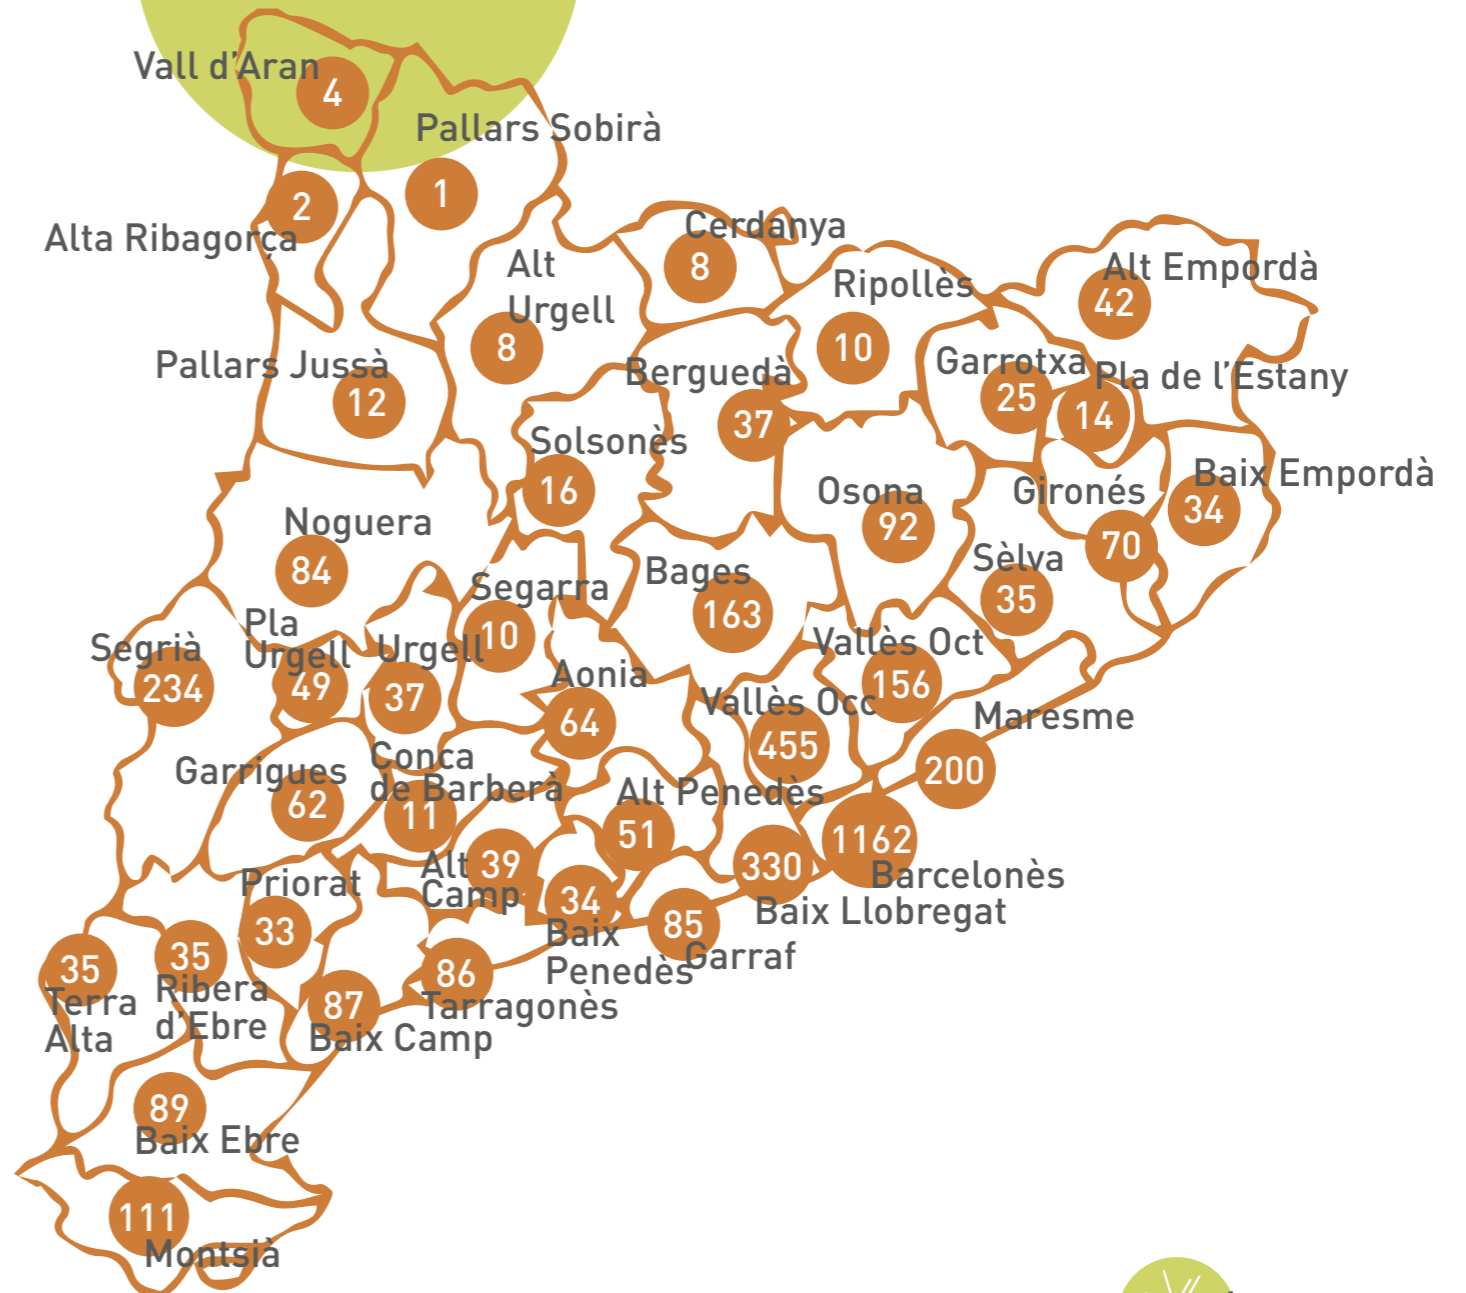 Vall d'Aran
4
Pallars Sobirà
1
2
Alta Ribagorça
Cerdanya
8
Alt
Urgell
8
Ripollès
10
Alt Empordà
42
Pallars Jussà
12
Berguedà
37
Garrotxa
25
Pla de l'Estany
14
Solsonès
16
Osona
92
Gironés
70
Baix Empordà
34
Noguera
84
Segarra
10
Bages
163
Sèlva
35
Segrià
234
Pla
Urgell
49
Urgell
37
Aonia
64
Vallès Oct
156
Vallès Occ
455
Maresme
200
Garrigues
62
Conca
de Barberà
11
Alt Penedès
51
1162
Barcelonès
Alt
Camp
39
330
Baix Llobregat
Priorat
33
34
Baix
Penedès
85
Garraf
35
Terra
Alta
35
Ribera
d'Ebre
86
Tarragonès
87
Baix Camp
89
Baix Ebre
111
Montsià